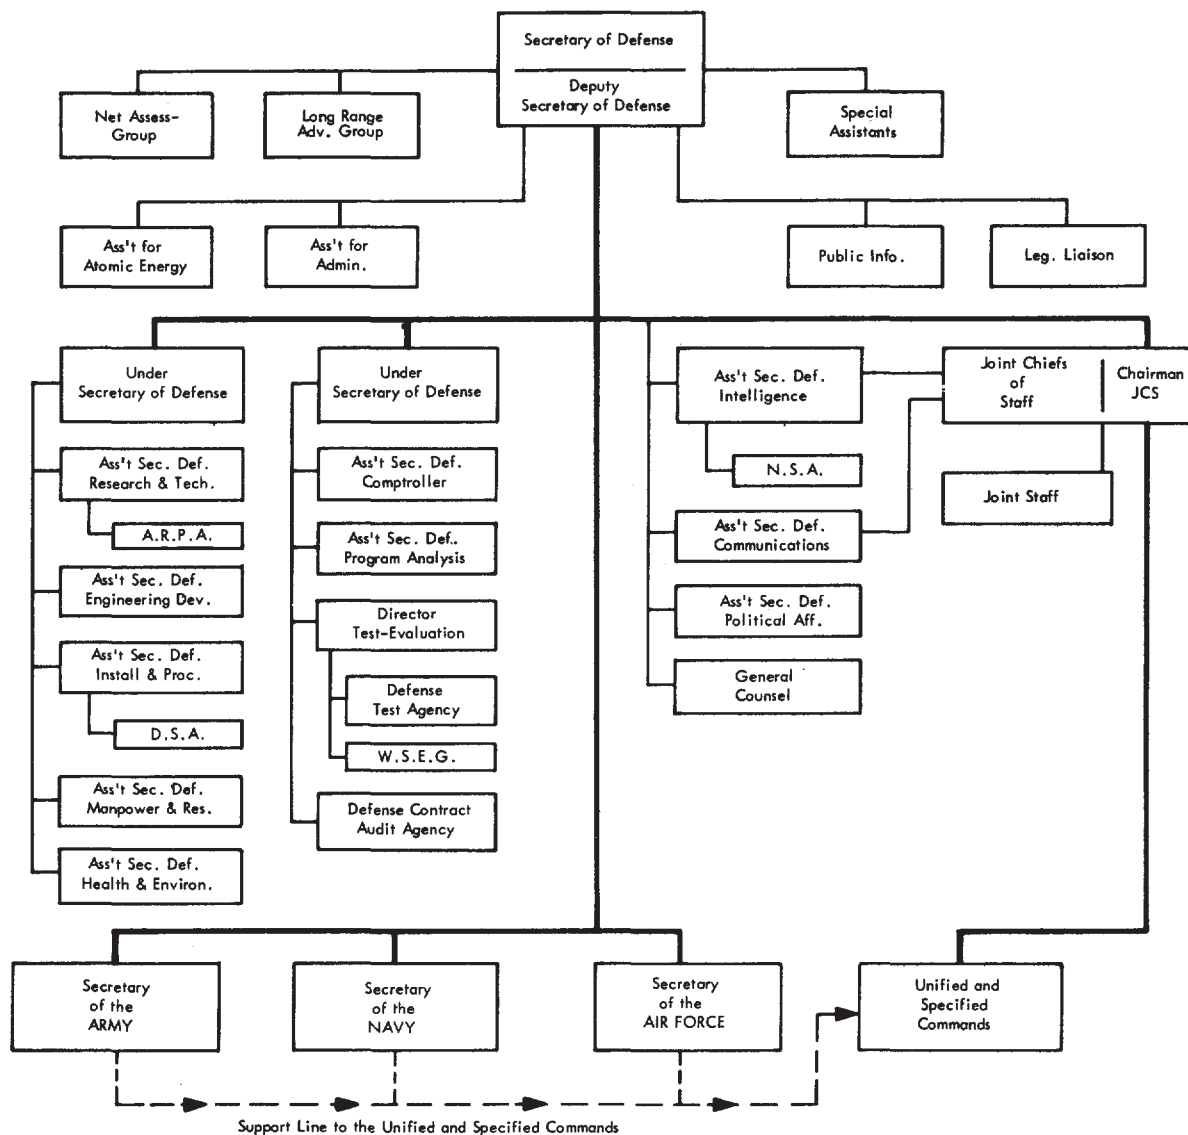 Secretary of Defense
Deputy
Secretary of Defense
Net Assess-
Group
Long Range
Adv. Group
Special
Assistants
Ass't for
Atomic Energy
Ass't for
Admin.
Public Info.
Leg. Liaison
Under
Secretary of Defense
Ass't Sec. Def.
Research & Tech.
A.R.P.A.
Ass't Sec. Def.
Engineering Dev.
Ass't Sec. Def.
Install & Proc.
D.S.A.
Ass't Sec. Def.
Manpower & Res.
Ass't Sec. Def.
Health & Environ.
Under
Secretary of Defense
Ass't Sec. Def.
Comptroller
Ass't Sec. Def..
Program Analysis
Director
Test-Evaluation
Defense
Test Agency
W.S.E.G.
Defense Contract
Audit Agency
Ass't Sec. Def.
Intelligence
N.S.A.
Ass't Sec. Def.
Communications
Ass't Sec. Def.
Political Aff.
General
Counsel
Joint Chiefs
of
Staff
Chairman
JCS
Joint Staff
Secretary
of the
ARMY
Secretary
of the
NAVY
Secretary
of the
AIR FORCE
Unified and
Specified
Commands
Support Line to the Unified and Specified Commands